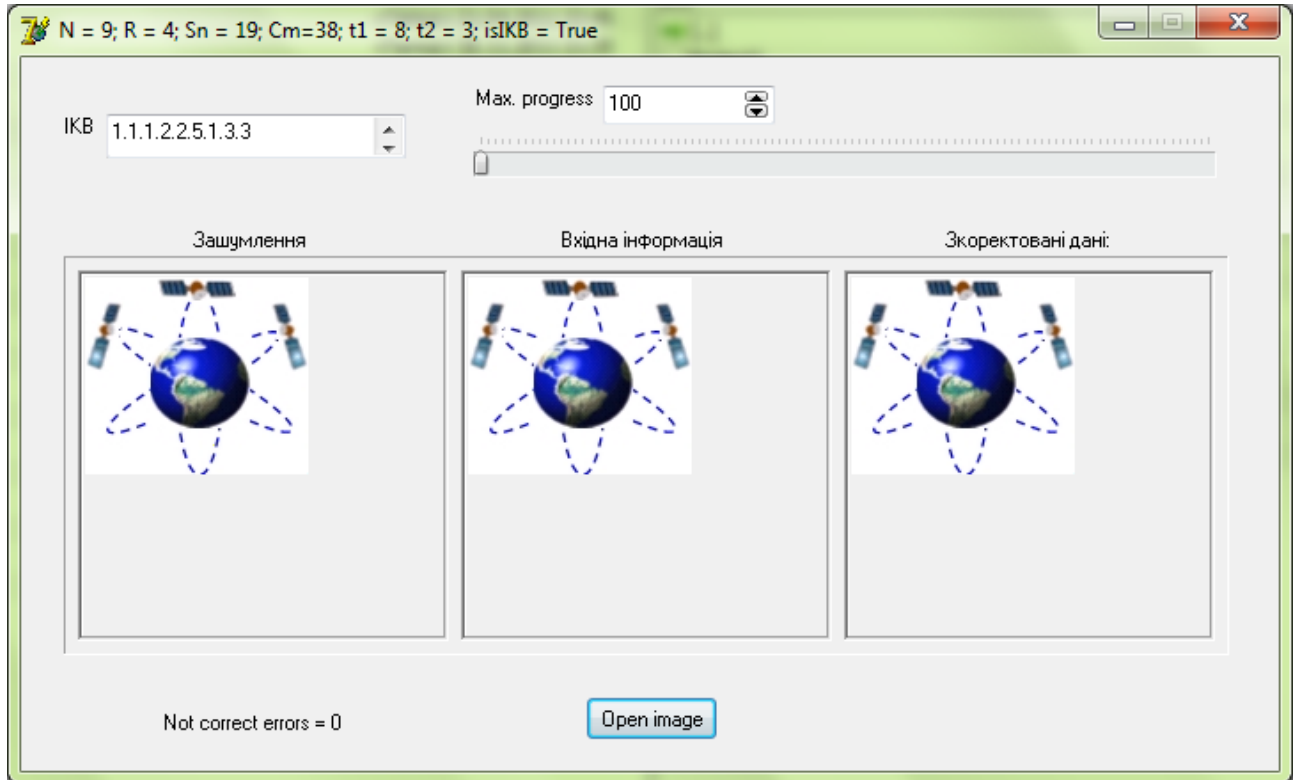 N = 9; R = 4; Sn = 19; Cm=38; t1 = 8; t2 = 3; isIKB = True
Max. progress 100
IKB 1.1.1.2.2.5.1.3.3
Зашумлення Вхідна інформація Зкоректовані дані:
Not correct errors = 0 Open image